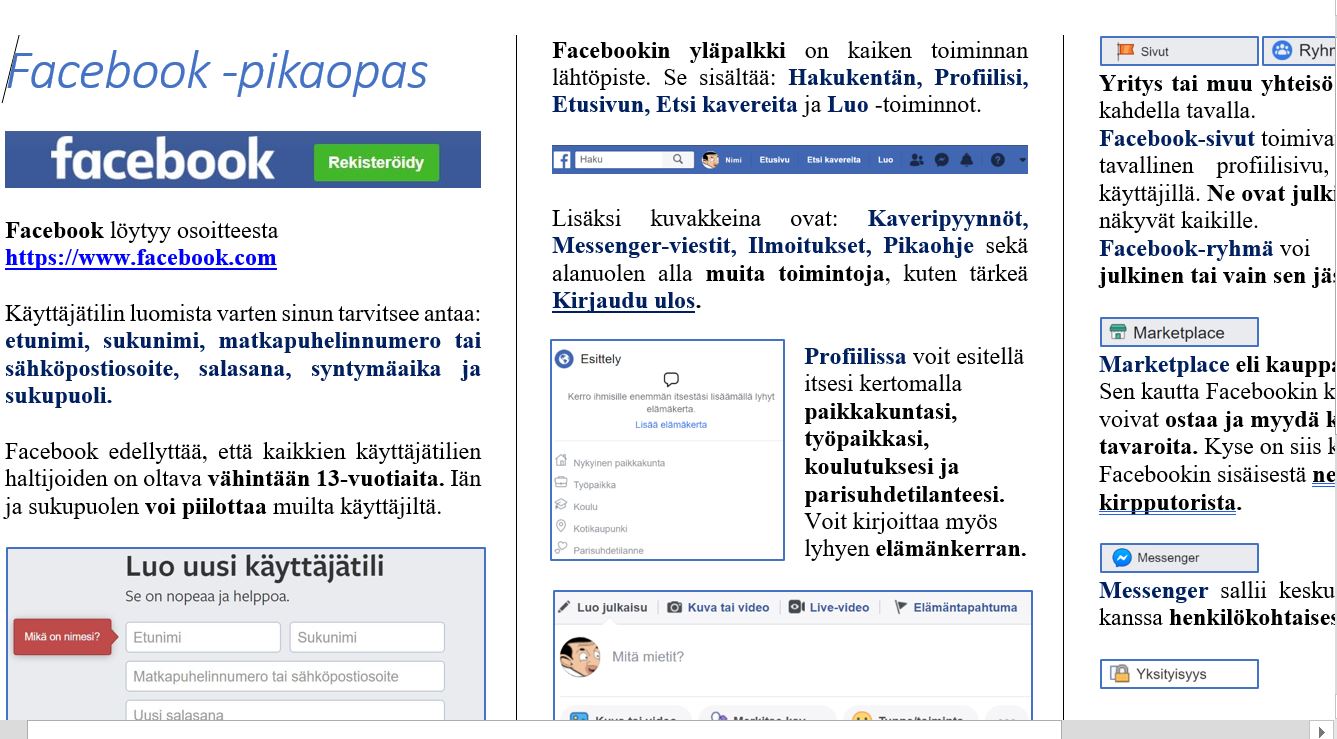 Facebook -pikaopas
facebook
Rekisteröidy
Facebook löytyy osoitteesta
https://www.facebook.com
Käyttäjätilin luomista varten sinun tarvitsee antaa:
etunimi, sukunimi, matkapuhelinnumero tai
sähköpostiosoite, salasana, syntymäaika ja
sukupuoli.
Facebook edellyttää, että kaikkien käyttäjätilien
haltijoiden on oltava vähintään 13-vuotiaita. Iän
ja sukupuolen voi piilottaa muilta käyttäjiltä.
Luo uusi käyttäjätili
Se on nopeaa ja helppoa.
Mikä on nimesi?
Etunimi
Sukunimi
Matkapuhelinnumero tai sähköpostiosoite
Uusi salasana
Facebookin yläpalkki on kaiken toiminnan
lähtöpiste. Se sisältää: Hakukentän, Profiilisi,
Etusivun, Etsi kavereita ja Luo -toiminnot.
f Haku Nimi Etusivu Etsi kavereita Luo
Lisäksi kuvakkeina ovat: Kaveripyynnöt,
Messenger-viestit, Ilmoitukset, Pikaohje sekä
alanuolen alla muita toimintoja, kuten tärkeä
Kirjaudu ulos.
Esittely
Kerro ihmisille enemmän itsestäsi lisäämällä lyhyt
elämäkerta.
Lisää elämäkerta
Nykyinen paikkakunta
Työpaikka
Koulu
Kotikaupunki
Parisuhdetilanne
Profiilissa voit esitellä
itsesi kertomalla
paikkakuntasi,
työpaikkasi,
koulutuksesi ja
parisuhdetilanteesi.
Voit kirjoittaa myös
lyhyen elämänkerran.
Luo julkaisu Kuva tai video Live-video Elämäntapahtuma
Mitä mietit?
Kuva tai video
Sivut
Ryhm
Yritys tai muu yhteisö
kahdella tavalla.
Facebook-sivut toimiva
tavallinen profiilisivu,
käyttäjillä. Ne ovat julki
näkyvät kaikille.
Facebook-ryhmä voi
julkinen tai vain sen jäs
Marketplace
Marketplace eli kauppa
Sen kautta Facebookin k
voivat ostaa ja myydä k
tavaroita. Kyse on siis k
Facebookin sisäisestä ne
kirpputorista.
Messenger
Messenger sallii kesku
kanssa henkilökohtaises
Yksityisyys